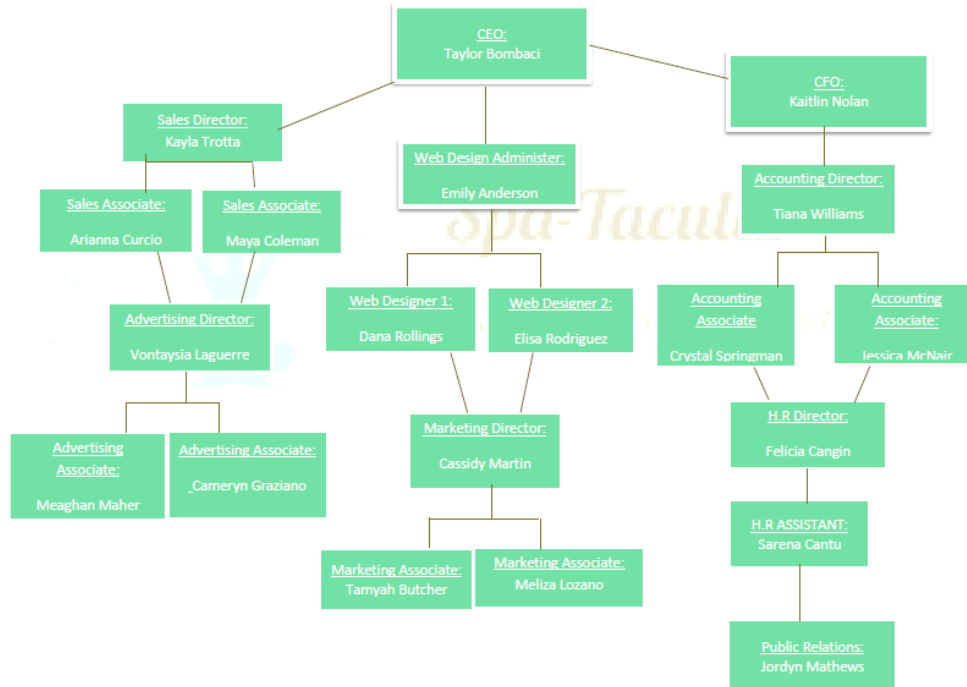 CEO:
Taylor Bombaci
CFO:
Kaitlin Nolan
Sales Director:
Kayla Trotta
Web Design Administer:
Emily Anderson
Accounting Director:
Tiana Williams
Sales Associate:
Arianna Curcio
Sales Associate:
Maya Coleman
Spa-Tacula
Web Designer 1:
Dana Rollings
Web Designer 2:
Elisa Rodriguez
Accounting
Associate
Crystal Springman
Accounting
Associate:
Jessica McNair
Advertising Director:
Vontaysia Laguerre
Marketing Director:
Cassidy Martin
H.R Director:
Felicia Cangin
Advertising
Associate:
Meaghan Maher
Advertising Associate:
_Cameryn Graziano
H.R ASSISTANT:
Sarena Cantu
Marketing Associate:
Tamyah Butcher
Marketing Associate:
Meliza Lozano
Public Relations:
Jordyn Mathews